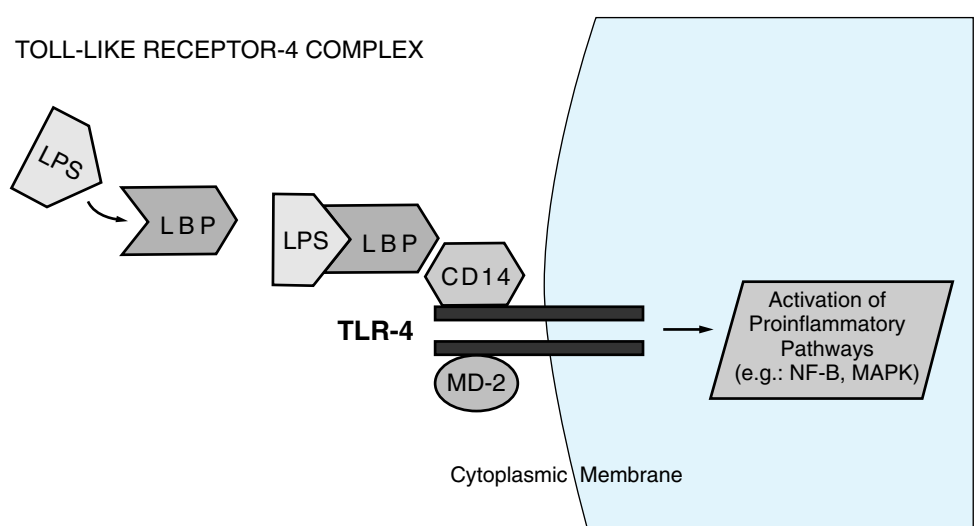 TOLL-LIKE RECEPTOR-4 COMPLEX
LPS
LBP
LPS
LBP
CD14
TLR-4
MD-2
Activation of
Proinflammatory
Pathways
(e.g.: NF-B, MAPK)
Cytoplasmic Membrane